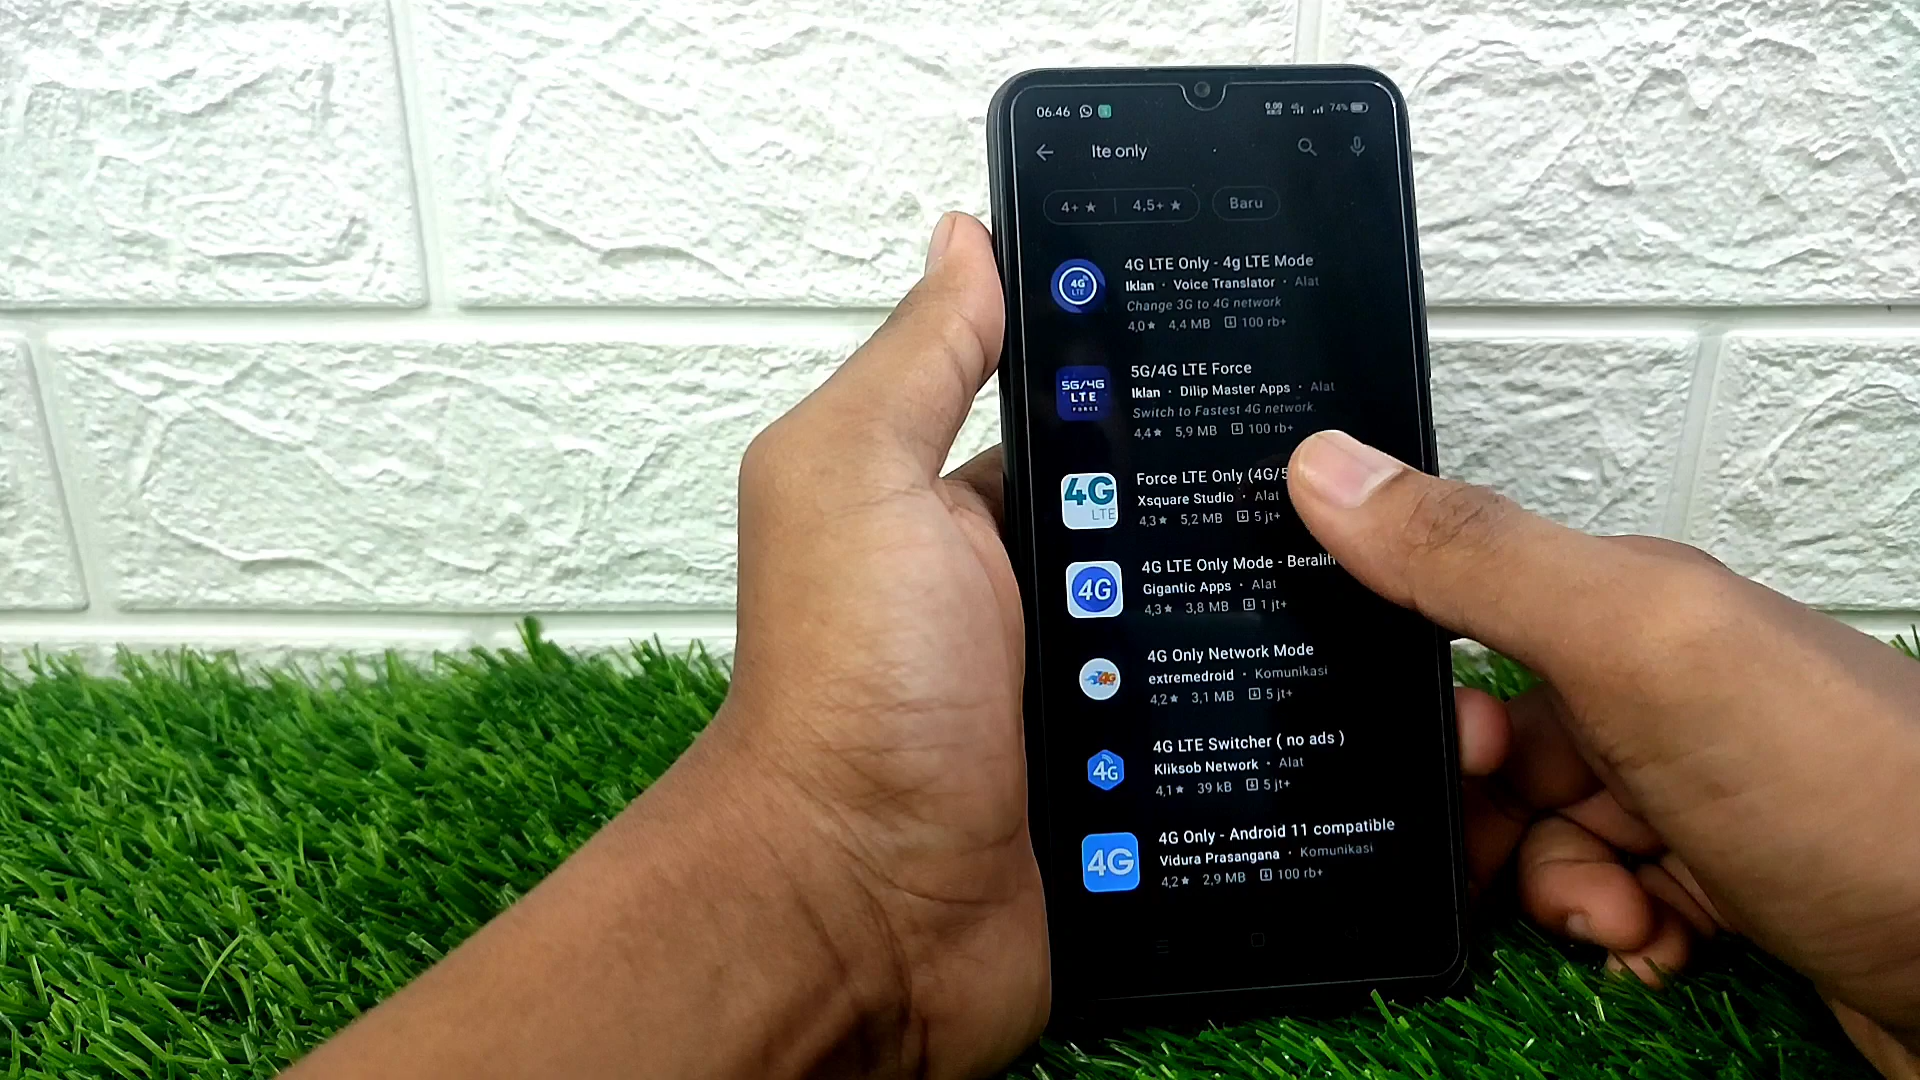 06.46
0.00
74%
lte only
4+ ★
4,5+ ★
Baru
4G LTE
4G LTE Only - 4g LTE Mode
Iklan · Voice Translator · Alat
Change 3G to 4G network
4,0★ 4,4 MB 100 rb+
5G/4G
LTE
FORCE
5G/4G LTE Force
Iklan · Dilip Master Apps · Alat
Switch to Fastest 4G network.
4,4★ 5,9 MB 100 rb+
4G
LTE
Force LTE Only (4G/5
Xsquare Studio · Alat
4,3★ 5,2 MB 5 jt+
4G
4G LTE Only Mode - Beralih
Gigantic Apps · Alat
4,3★ 3,8 MB 1 jt+
4G
4G Only Network Mode
extremedroid · Komunikasi
4,2★ 3,1 MB 5 jt+
4G
4G LTE Switcher ( no ads )
Kliksob Network · Alat
4,1★ 39 kB 5 jt+
4G
4G Only - Android 11 compatible
Vidura Prasangana · Komunikasi
4,2★ 2,9 MB 100 rb+